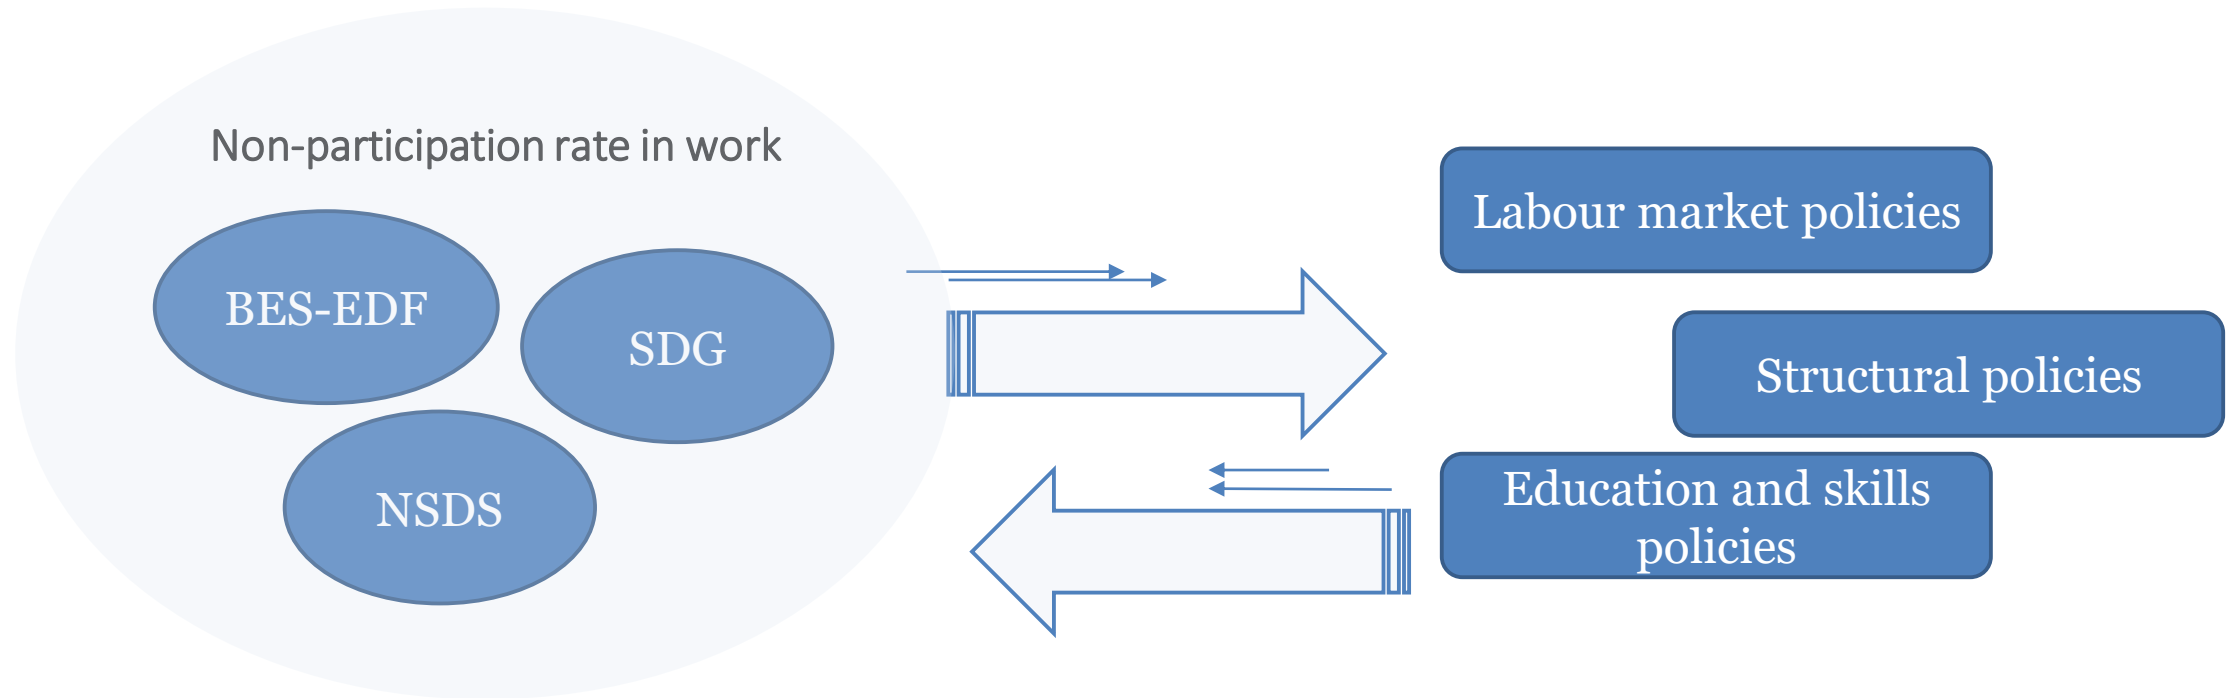 Non-participation rate in work
BES-EDF
SDG
NSDS
Labour market policies
Structural policies
Education and skills
policies